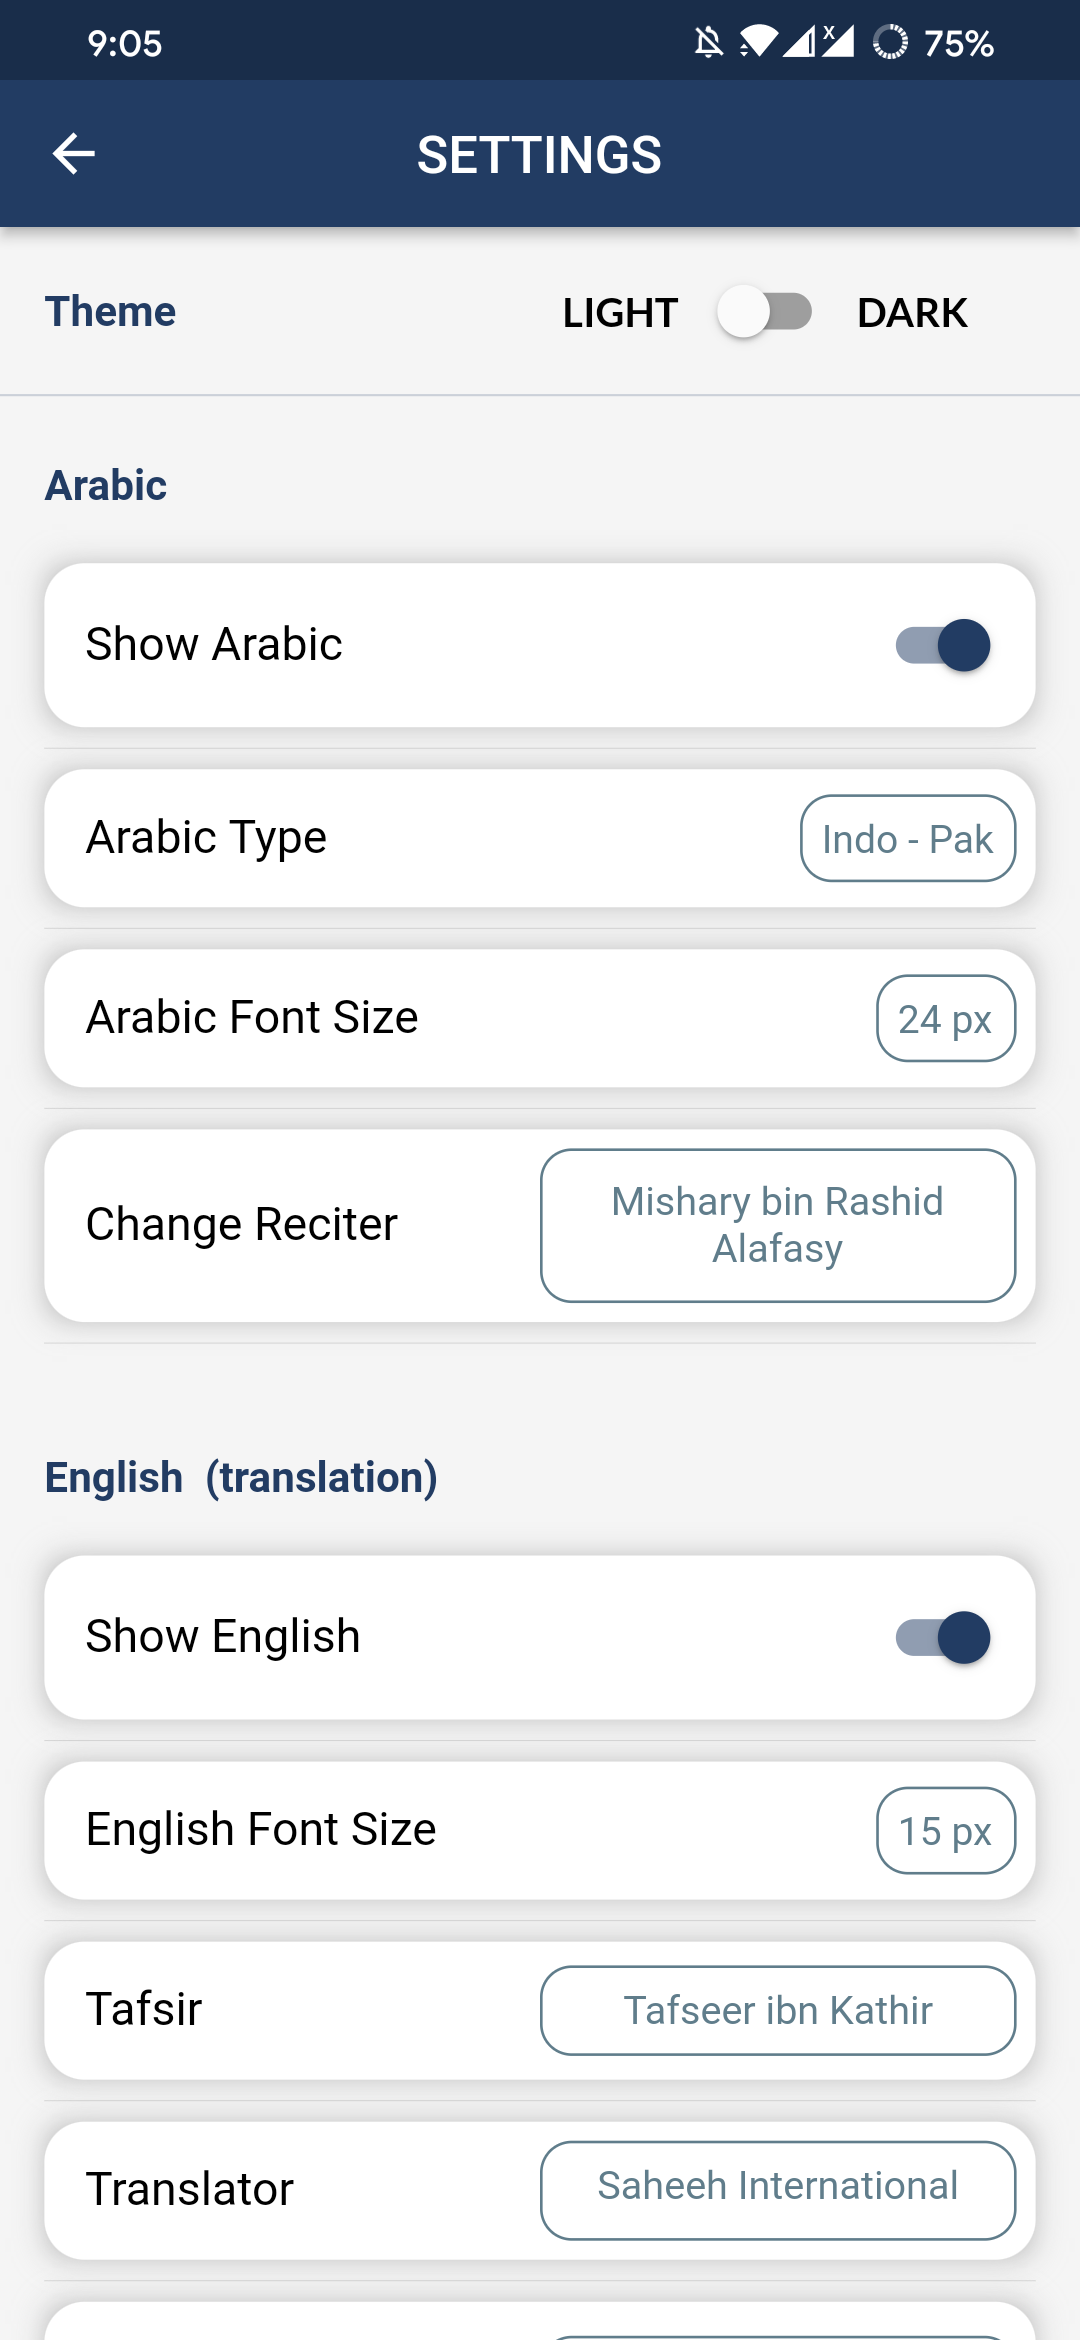 9:05
X
75%
SETTINGS
Theme
LIGHT
DARK
Arabic
Show Arabic
Arabic Type
Indo - Pak
Arabic Font Size
24 px
Change Reciter
Mishary bin Rashid
Alafasy
English (translation)
Show English
English Font Size
15 px
Tafsir
Tafseer ibn Kathir
Translator
Saheeh International